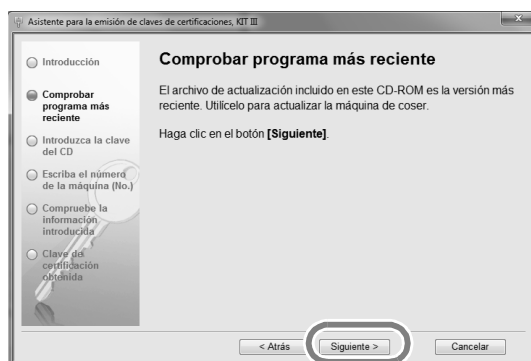 Asistente para la emisión de claves de certificaciones, KIT III
Introducción
Comprobar
programa más
reciente
Introduzca la clave
del CD
Escriba el número
de la máquina (No.)
Compruebe la
información
introducida
Clave de
certificación
obtenida
Comprobar programa más reciente
El archivo de actualización incluido en este CD-ROM es la versión más
reciente. Utilícelo para actualizar la máquina de coser.
Haga clic en el botón [Siguiente].
< Atrás
Siguiente >
Cancelar